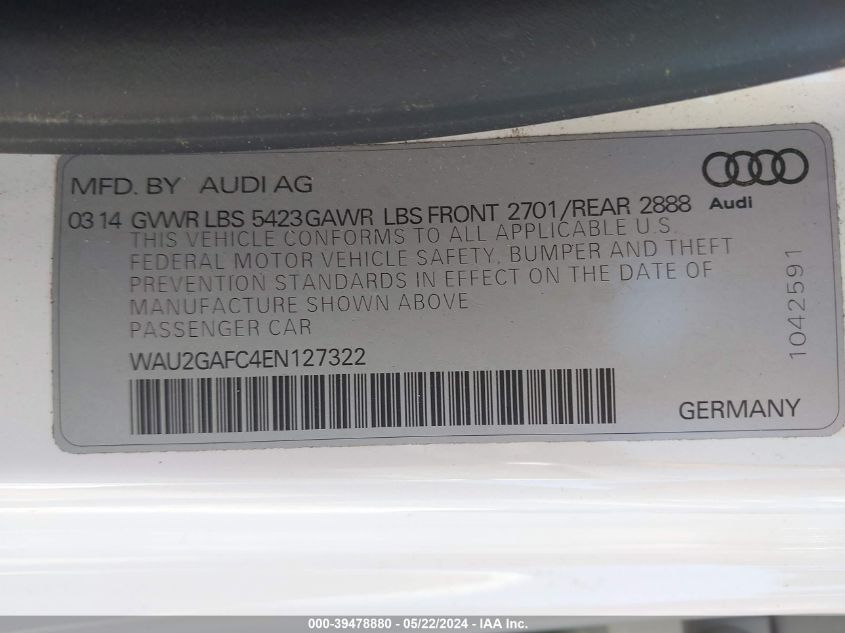 MFD. BY AUDI AG
Audi
03 14 GVWR LBS 5423 GAWR LBS FRONT 2701/REAR 2888
THIS VEHICLE CONFORMS TO ALL APPLICABLE U.S.
FEDERAL MOTOR VEHICLE SAFETY, BUMPER AND THEFT
PREVENTION STANDARDS IN EFFECT ON THE DATE OF
MANUFACTURE SHOWN ABOVE
PASSENGER CAR
WAU2GAFC4EN127322
1042591
GERMANY
000-39478880 - 05/22/2024 - IAA Inc.